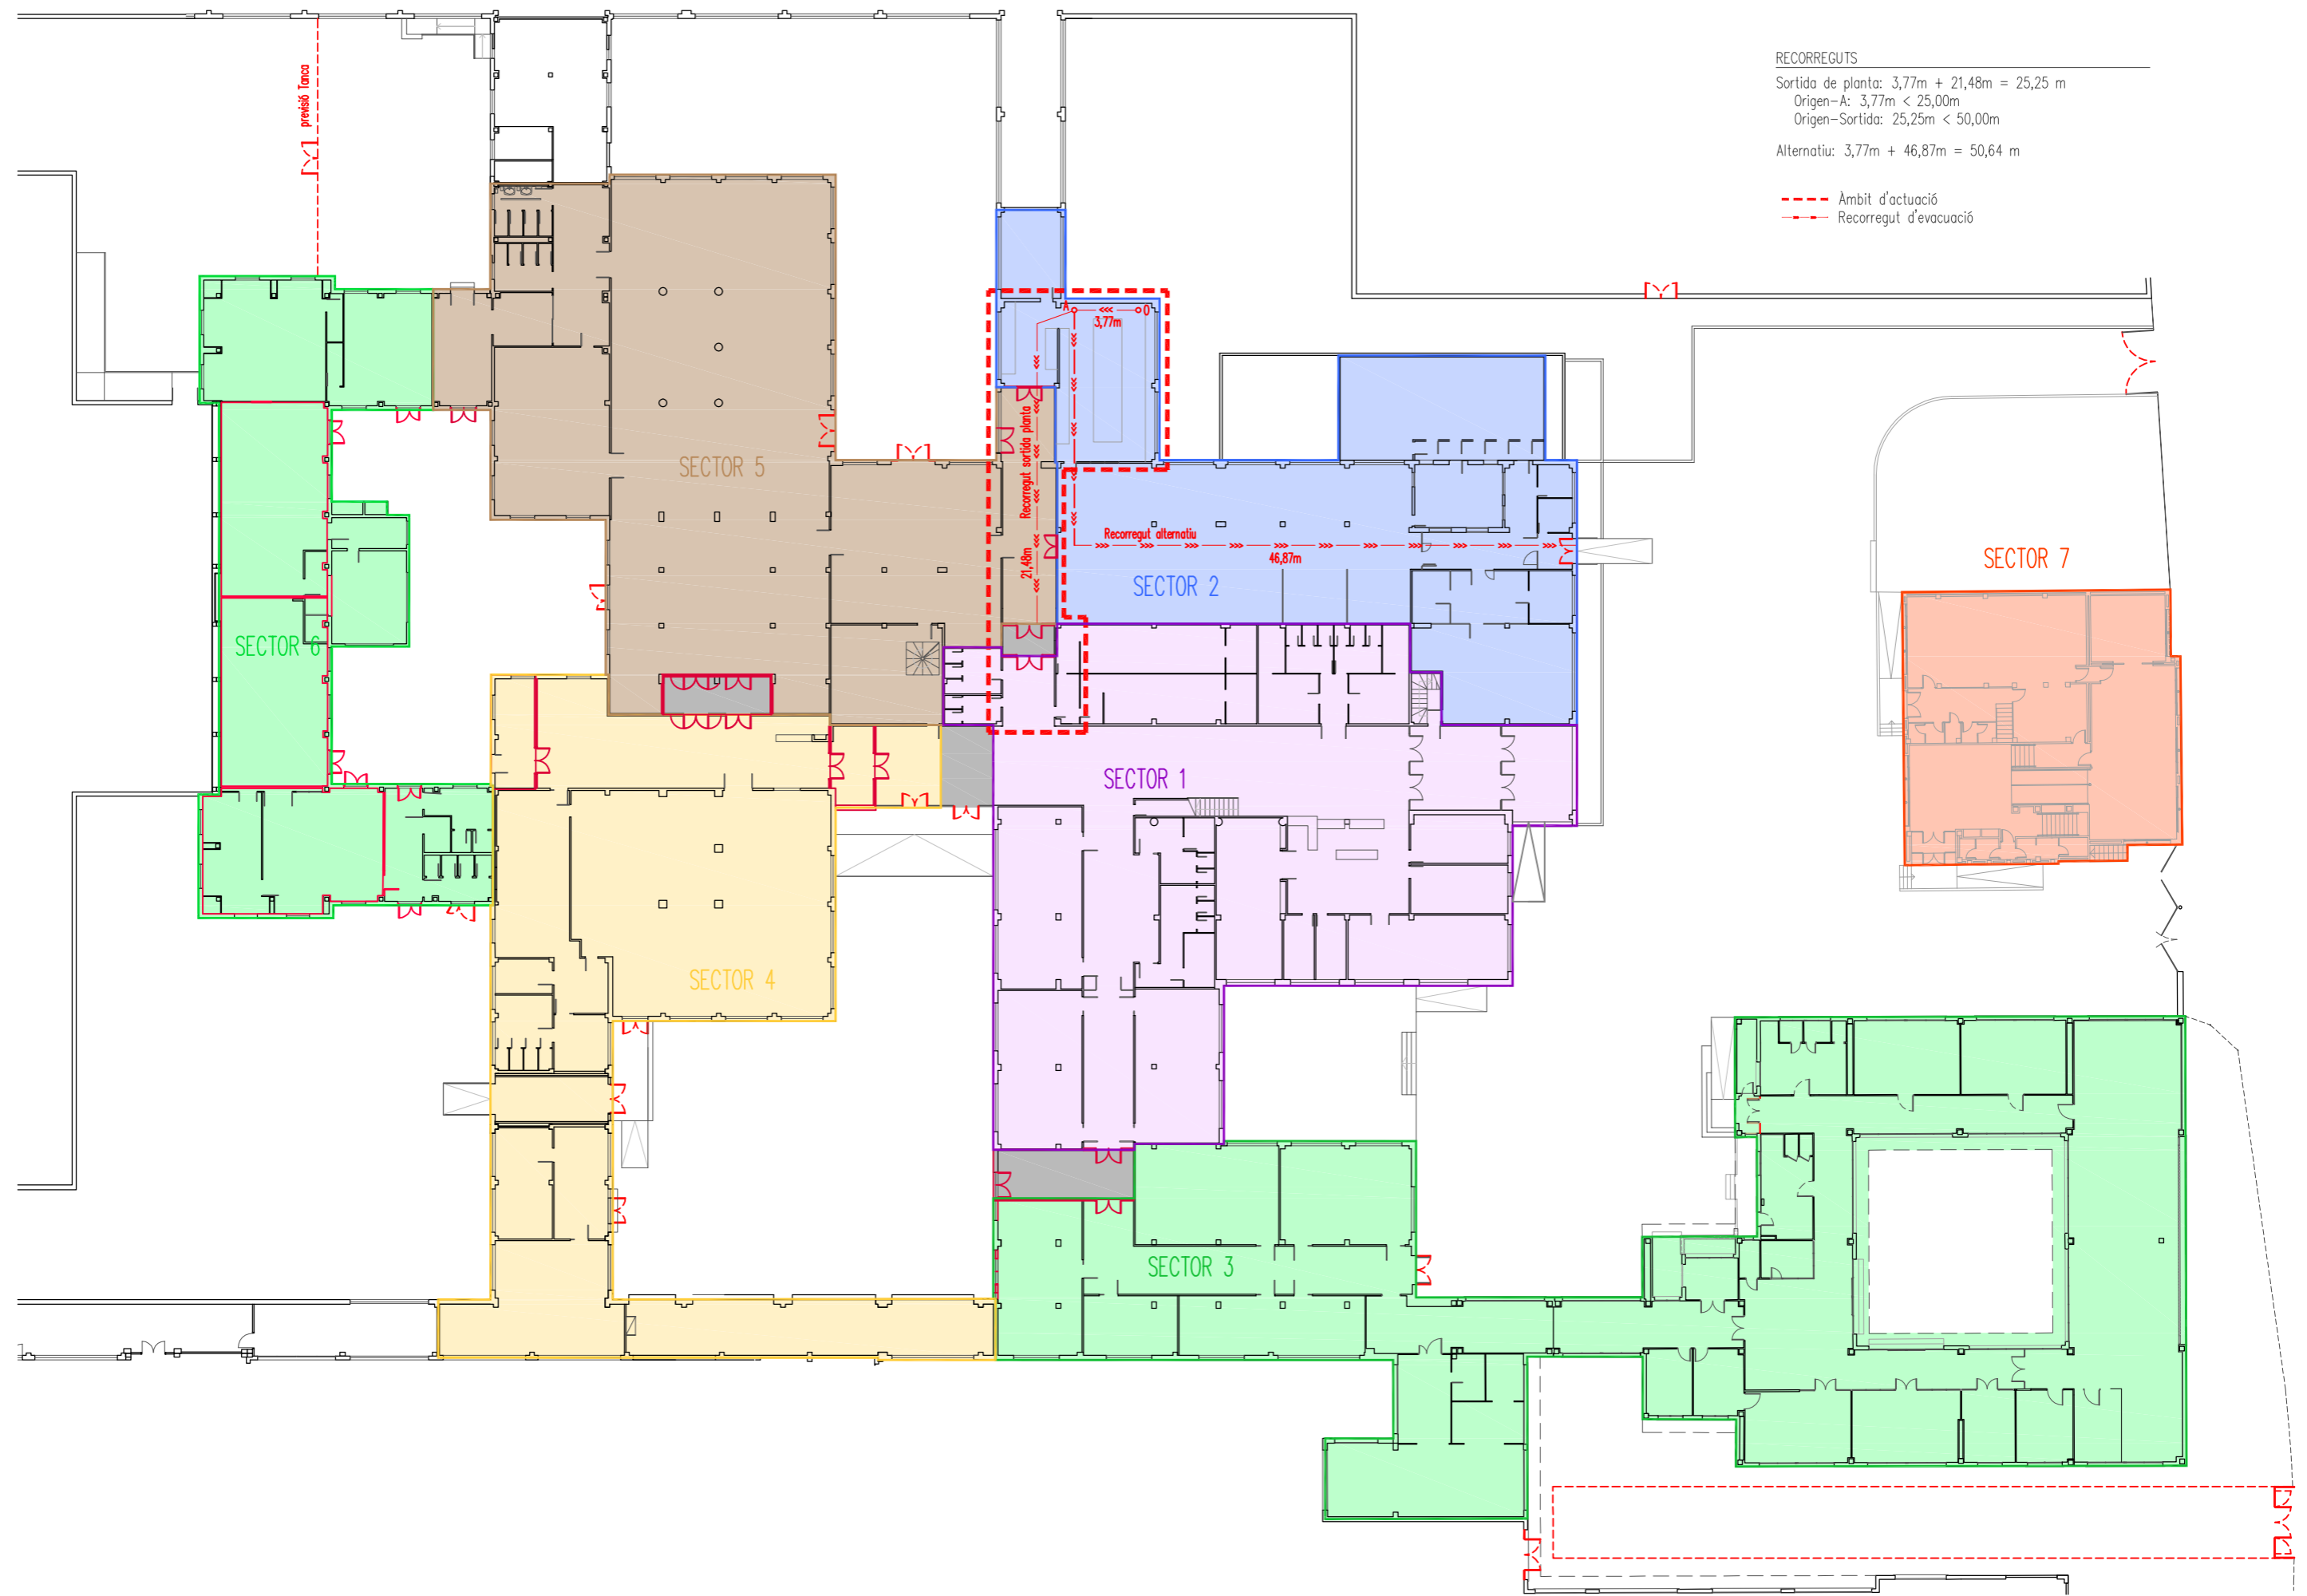 RECORREGUTS
Sortida de planta: 3,77m + 21,48m = 25,25 m
Origen-A: 3,77m < 25,00m
Origen-Sortida: 25,25m < 50,00m
Alternatiu: 3,77m + 46,87m = 50,64 m
Àmbit d'actuació
Recorregut d'evacuació
previsió Tanca
A
O
3,77m
Recorregut sortida planta
21,48m
Recorregut alternatiu
46,87m
SECTOR 5
SECTOR 2
SECTOR 7
SECTOR 6
SECTOR 1
SECTOR 4
SECTOR 3